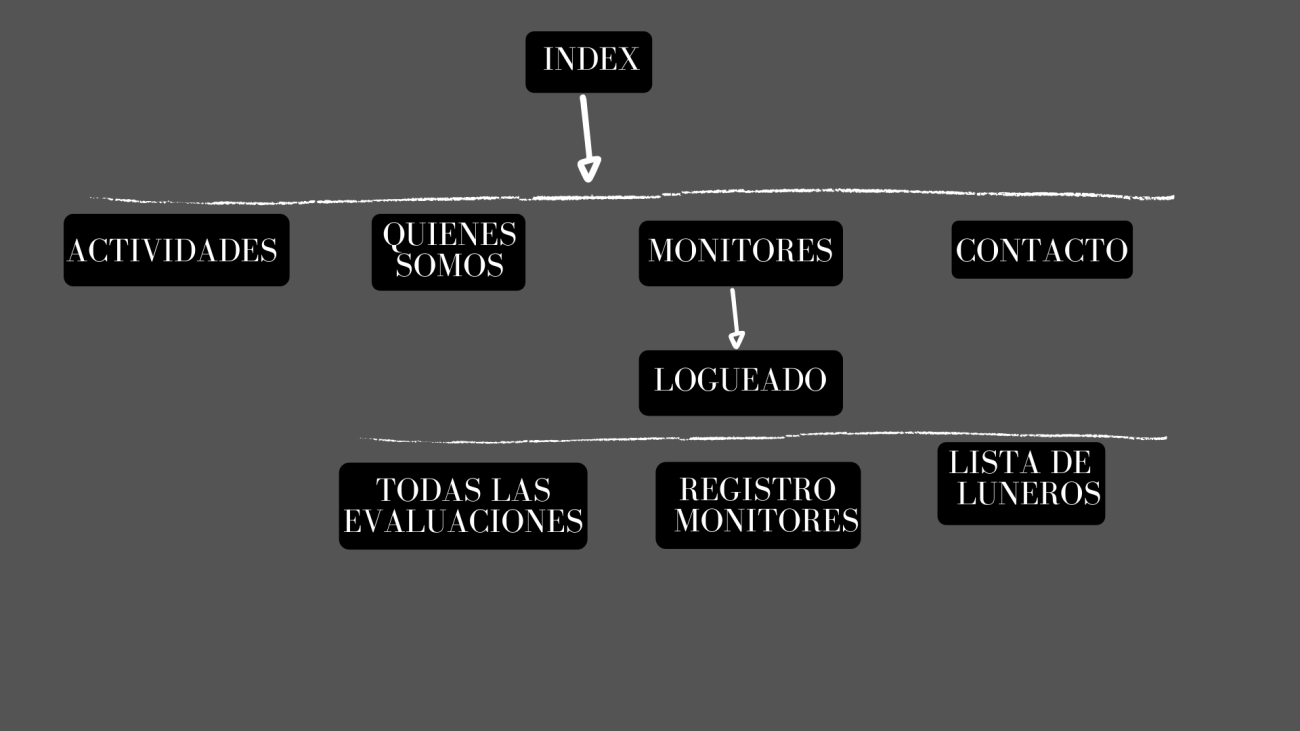 INDEX
ACTIVIDADES
QUIENES
SOMOS
MONITORES
CONTACTO
LOGUEADO
TODAS LAS
EVALUACIONES
REGISTRO
MONITORES
LISTA DE
LUNEROS